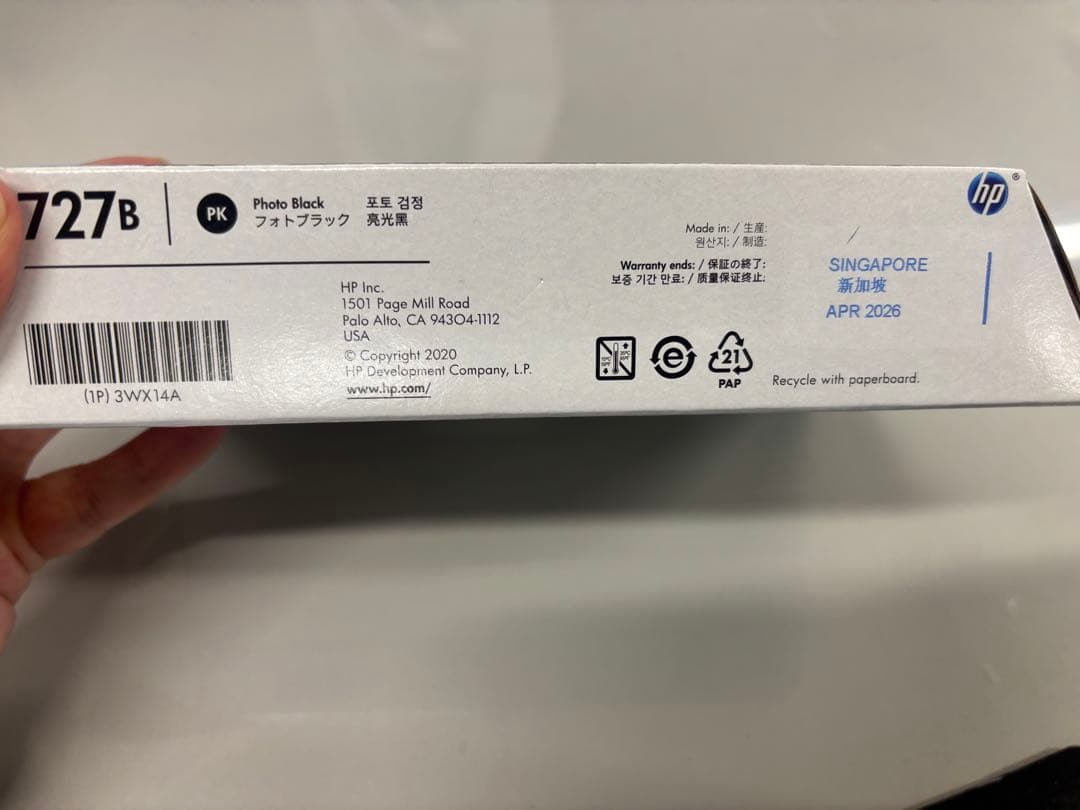 727B
PK
Photo Black 포토 검정
フォトブラック 亮光黑
HP Inc.
1501 Page Mill Road
Palo Alto, CA 94304-1112
USA
© Copyright 2020
HP Development Company, L.P.
www.hp.com/
(1P) 3WX14A
Made in: / 生産:
원산지: / 制造:
Warranty ends: / 保証の終了:
보증 기간 만료: / 质量保证终止:
SINGAPORE
新加坡
APR 2026
hp®
e
21
PAP
Recycle with paperboard.